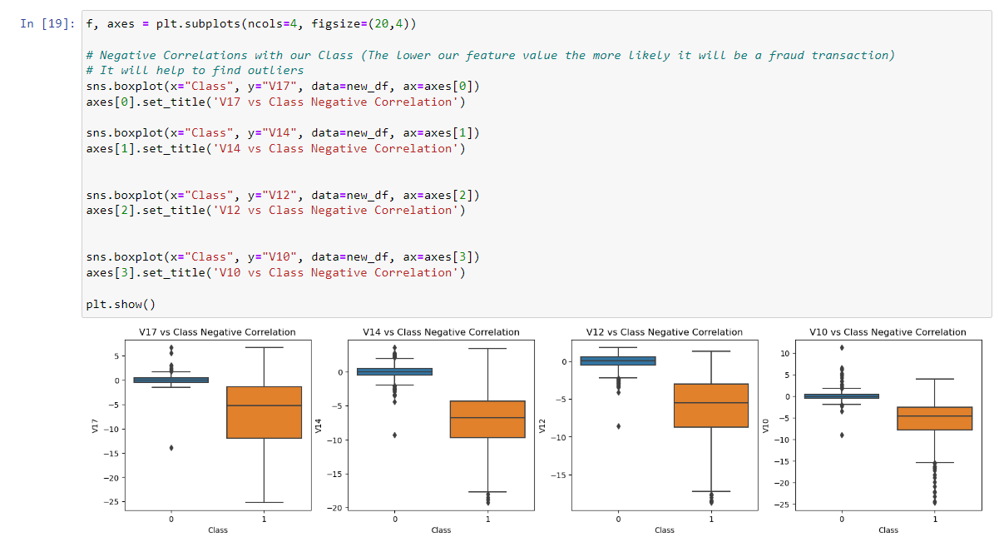 In [19]: f, axes = plt.subplots(ncols=4, figsize=(20,4))
# Negative Correlations with our Class (The lower our feature value the more likely it will be a fraud transaction)
# It will help to find outliers
sns.boxplot(x="Class", y="V17", data=new_df, ax=axes[0])
axes[0].set_title('V17 vs Class Negative Correlation')
sns.boxplot(x="Class", y="V14", data=new_df, ax=axes[1])
axes[1].set_title('V14 vs Class Negative Correlation')
sns.boxplot(x="Class", y="V12", data=new_df, ax=axes[2])
axes[2].set_title('V12 vs Class Negative Correlation')
sns.boxplot(x="Class", y="V10", data=new_df, ax=axes[3])
axes[3].set_title('V10 vs Class Negative Correlation')
plt.show()
V17 vs Class Negative Correlation
5
0
−5
−10
−15
−20
−25
V17
0 1
Class
V14 vs Class Negative Correlation
0
−5
−10
−15
−20
V14
0 1
Class
V12 vs Class Negative Correlation
0
−5
−10
−15
V12
0 1
Class
V10 vs Class Negative Correlation
10
5
0
−5
−10
−15
−20
−25
V10
0 1
Class